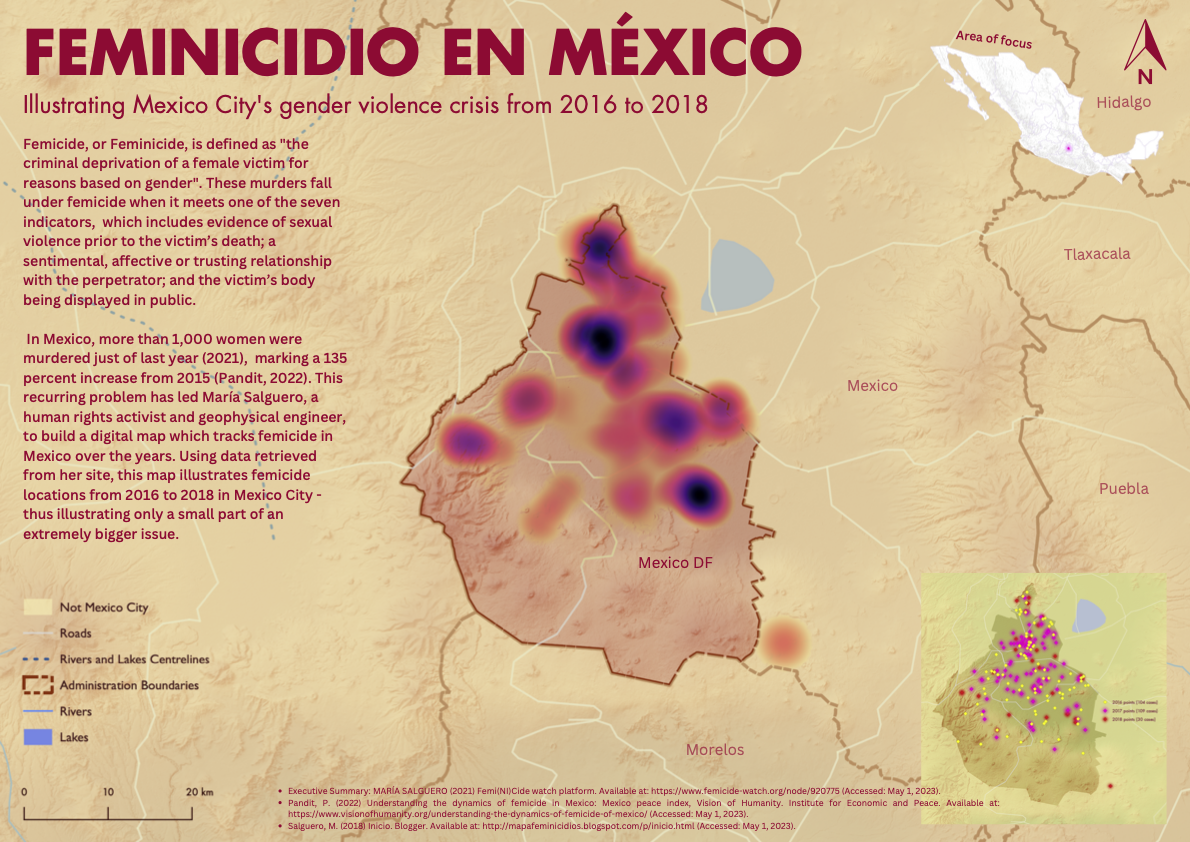 FEMINICIDIO EN MÉXICO
Illustrating Mexico City's gender violence crisis from 2016 to 2018
Area of focus
N
Hidalgo
Femicide, or Feminicide, is defined as "the
criminal deprivation of a female victim for
reasons based on gender". These murders fall
under femicide when it meets one of the seven
indicators, which includes evidence of sexual
violence prior to the victim's death; a
sentimental, affective or trusting relationship
with the perpetrator; and the victim's body
being displayed in public.
In Mexico, more than 1,000 women were
murdered just of last year (2021), marking a 135
percent increase from 2015 (Pandit, 2022). This
recurring problem has led María Salguero, a
human rights activist and geophysical engineer,
to build a digital map which tracks femicide in
Mexico over the years. Using data retrieved
from her site, this map illustrates femicide
locations from 2016 to 2018 in Mexico City -
thus illustrating only a small part of an
extremely bigger issue.
Tlaxacala
Mexico
Puebla
Mexico DF
Morelos
Not Mexico City
Roads
Rivers and Lakes Centrelines
Administration Boundaries
Rivers
Lakes
0 10 20 km
2016 points (104 cases)
2017 points (109 cases)
2018 points (30 cases)
• Executive Summary: MARÍA SALGUERO (2021) Femi(NI)Cide watch platform. Available at: https://www.femicide-watch.org/node/920775 (Accessed: May 1, 2023).
• Pandit, P. (2022) Understanding the dynamics of femicide in Mexico: Mexico peace index, Vision of Humanity. Institute for Economic and Peace. Available at:
https://www.visionofhumanity.org/understanding-the-dynamics-of-femicide-of-mexico/ (Accessed: May 1, 2023).
• Salguero, M. (2018) Inicio. Blogger. Available at: http://mapafeminicidios.blogspot.com/p/inicio.html (Accessed: May 1, 2023).